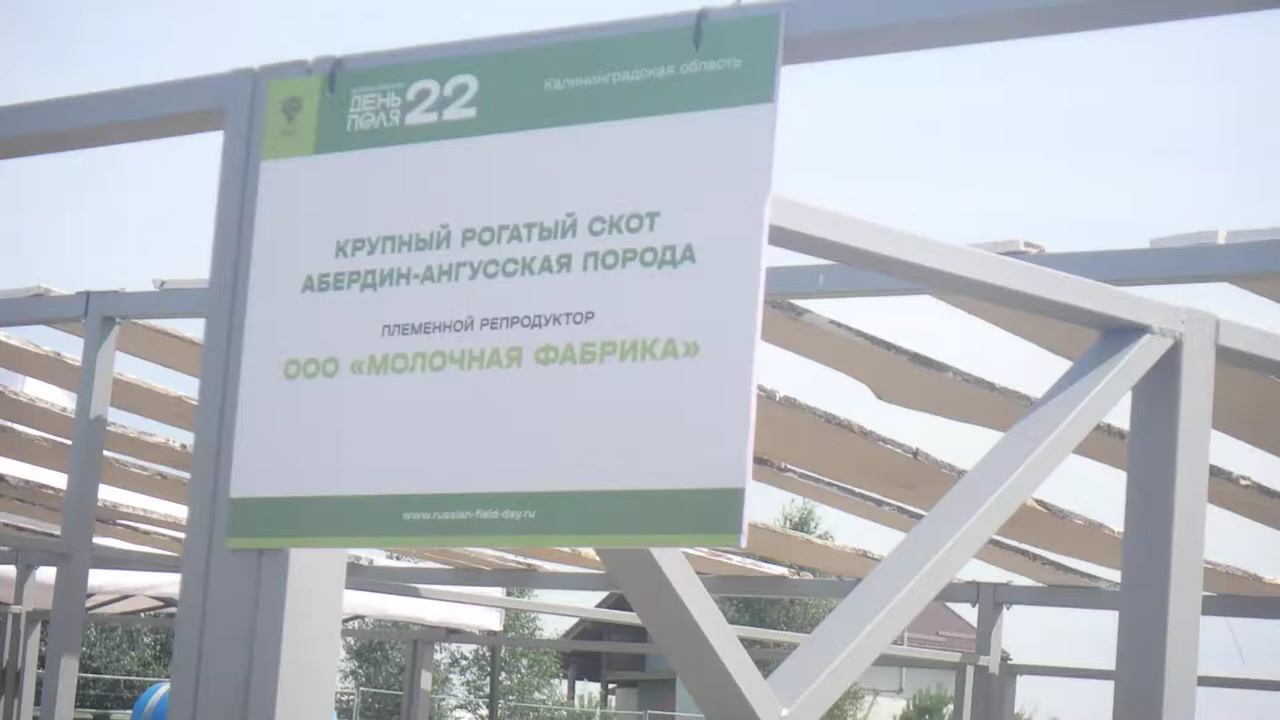 ДЕНЬ
ПОЛЯ 22
Калининградская область
КРУПНЫЙ РОГАТЫЙ СКОТ
АБЕРДИН-АНГУССКАЯ ПОРОДА
ПЛЕМЕННОЙ РЕПРОДУКТОР
ООО «МОЛОЧНАЯ ФАБРИКА»
www.russian-field-day.ru